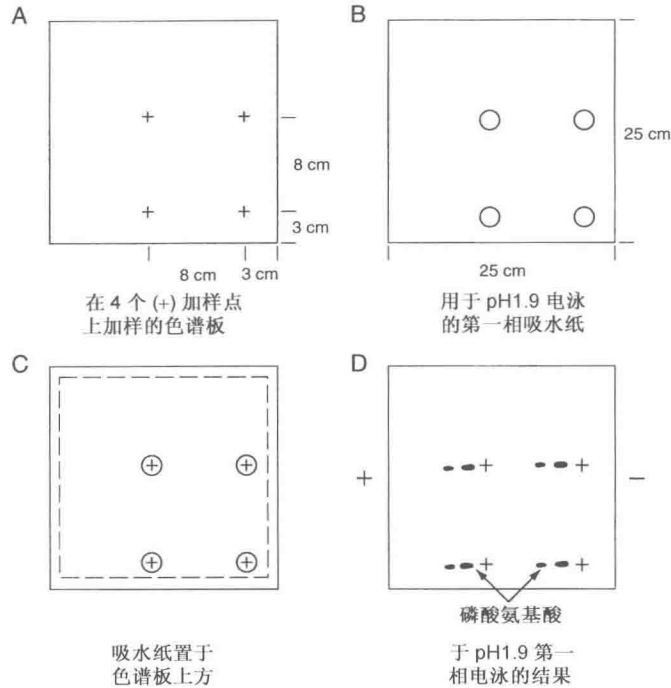 A
+ +
8 cm
+ +
3 cm
8 cm 3 cm
在 4 个 (+) 加样点
上加样的色谱板
B
25 cm
25 cm
用于 pH1.9 电泳
的第一相吸水纸
C
+ +
+ +
吸水纸置于
色谱板上方
D
+ + + −
+ +
磷酸氨基酸
于 pH1.9 第一
相电泳的结果